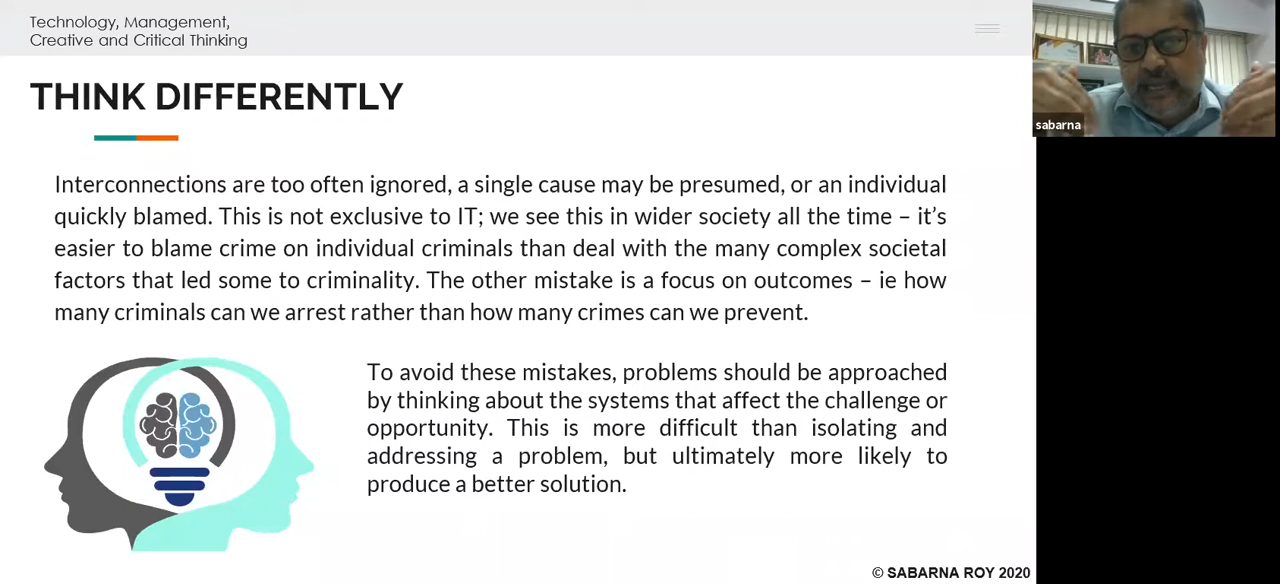 Technology, Management,
Creative and Critical Thinking
THINK DIFFERENTLY
Interconnections are too often ignored, a single cause may be presumed, or an individual
quickly blamed. This is not exclusive to IT; we see this in wider society all the time – it’s
easier to blame crime on individual criminals than deal with the many complex societal
factors that led some to criminality. The other mistake is a focus on outcomes – ie how
many criminals can we arrest rather than how many crimes can we prevent.
To avoid these mistakes, problems should be approached
by thinking about the systems that affect the challenge or
opportunity. This is more difficult than isolating and
addressing a problem, but ultimately more likely to
produce a better solution.
© SABARNA ROY 2020
sabarna